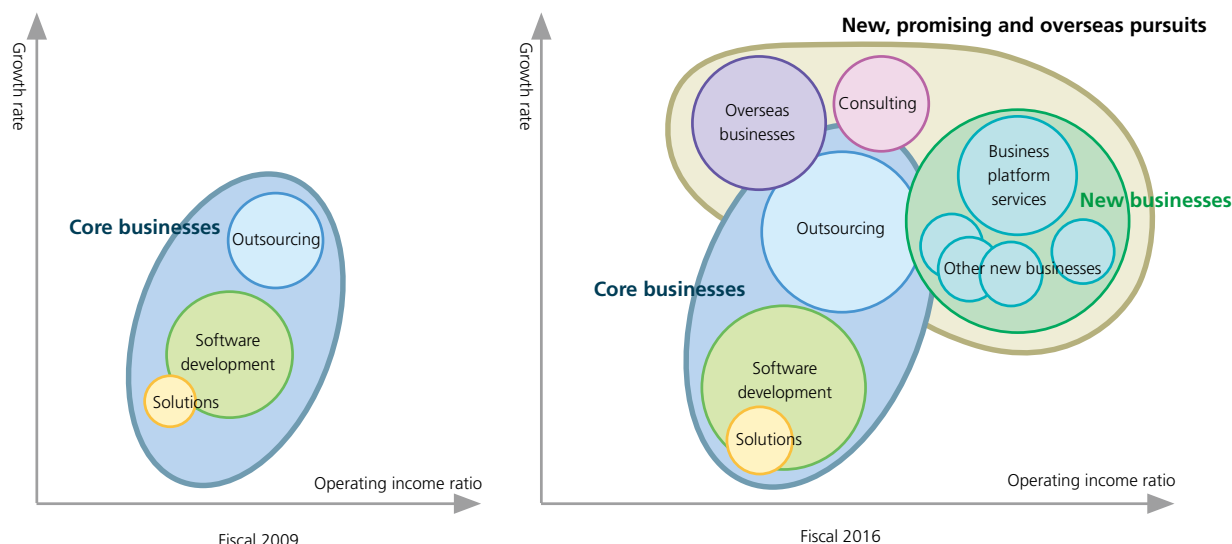 Growth rate
Core businesses
Outsourcing
Software
development
Solutions
Operating income ratio
Fiscal 2009
New, promising and overseas pursuits
Growth rate
Overseas
businesses
Consulting
Business
platform
services
New businesses
Outsourcing
Other new businesses
Core businesses
Software
development
Solutions
Operating income ratio
Fiscal 2016